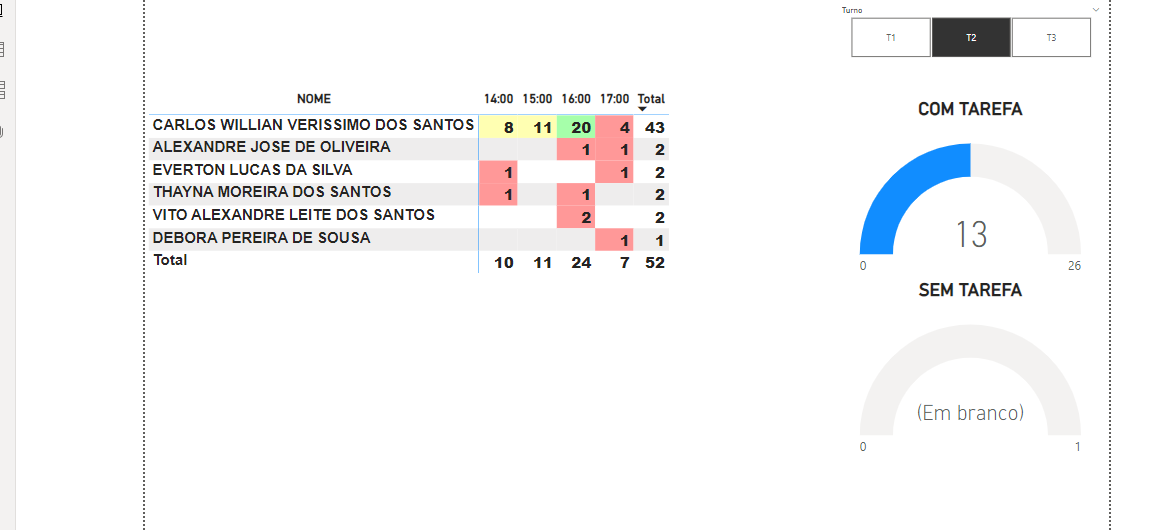 Turno
T1 T2 T3
NOME 14:00 15:00 16:00 17:00 Total
CARLOS WILLIAN VERISSIMO DOS SANTOS 8 11 20 4 43
ALEXANDRE JOSE DE OLIVEIRA 1 1 2
EVERTON LUCAS DA SILVA 1 1 2
THAYNA MOREIRA DOS SANTOS 1 1 2
VITO ALEXANDRE LEITE DOS SANTOS 2 2
DEBORA PEREIRA DE SOUSA 1 1
Total 10 11 24 7 52
COM TAREFA
13
0 26
SEM TAREFA
(Em branco)
0 1